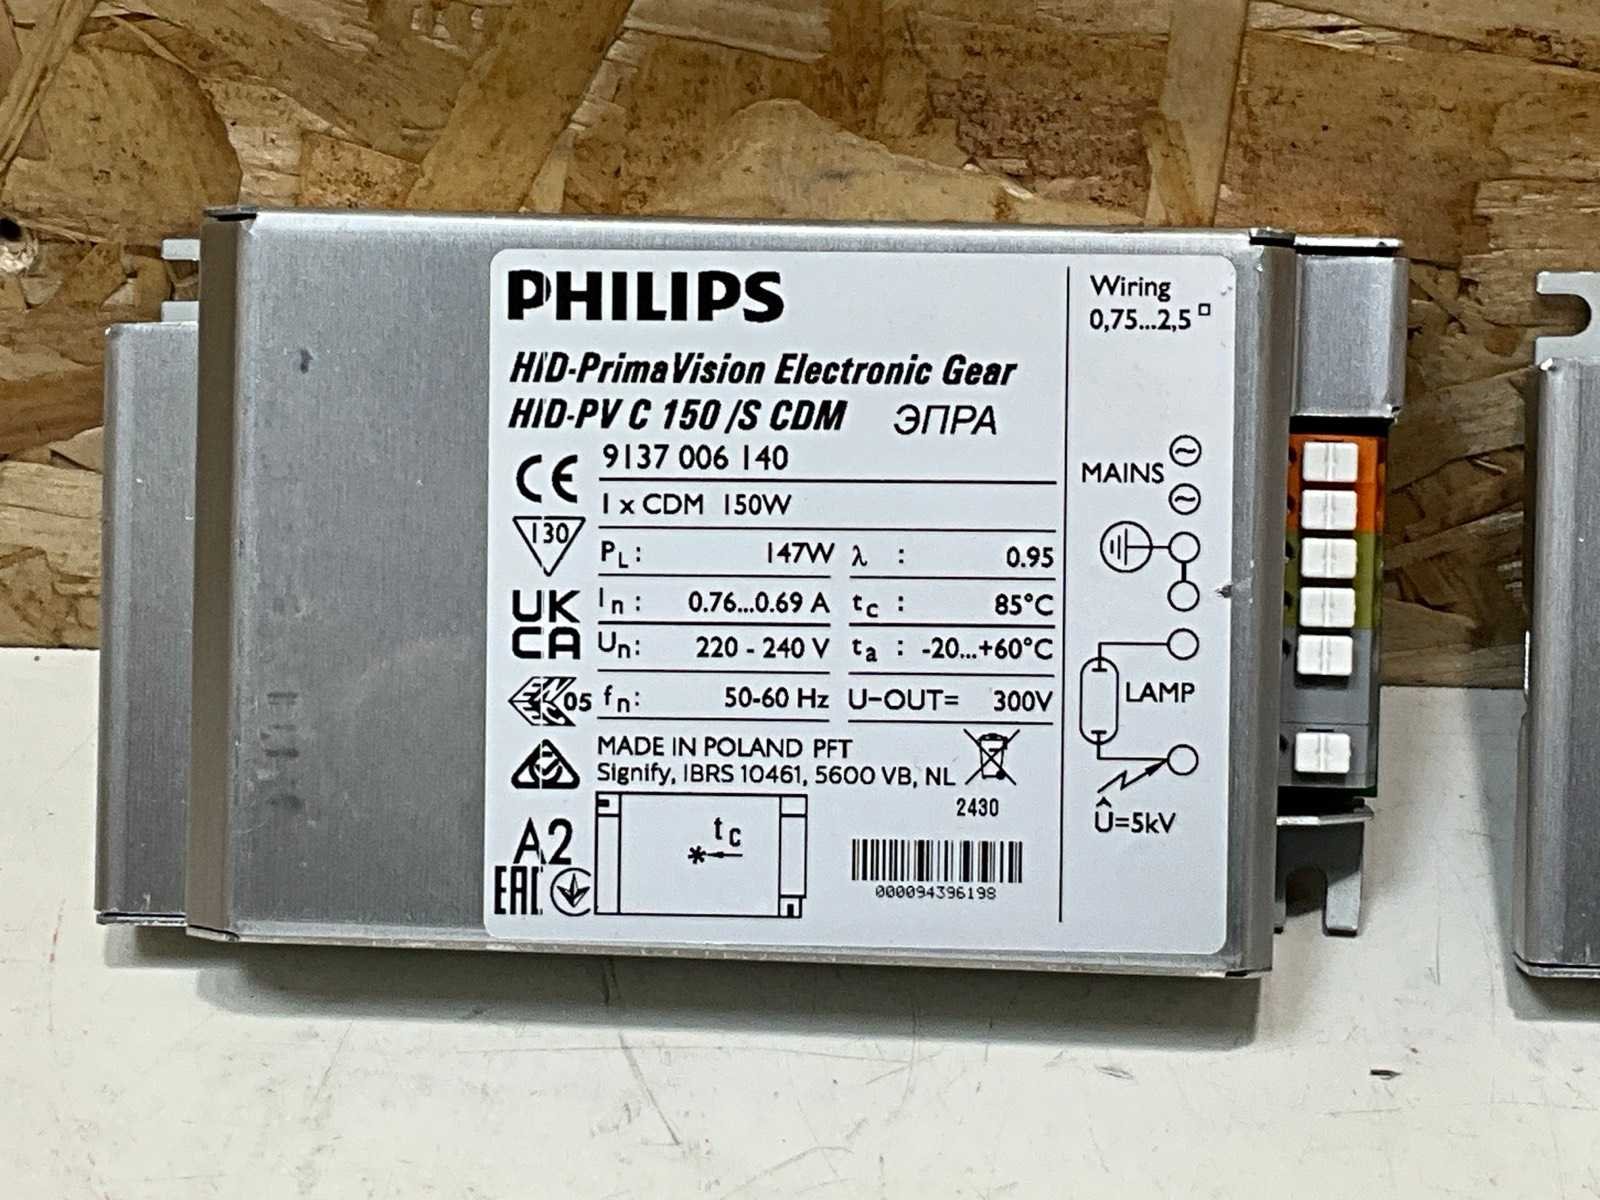 PHILIPS
HID-PrimaVision Electronic Gear
HID-PV C 150 /S CDM ЭПРА
9137 006 140
1 x CDM 150W
CE
130
PL: 147W λ : 0.95
In: 0.76...0.69 A tc : 85°C
UK
CA
Un: 220 - 240 V ta : -20...+60°C
05
fn: 50-60 Hz U-OUT= 300V
MADE IN POLAND PFT
Signify, IBRS 10461, 5600 VB, NL
2430
A2
EAC
tc
000094396198
Wiring
0,75...2,5
MAINS
LAMP
Û=5kV